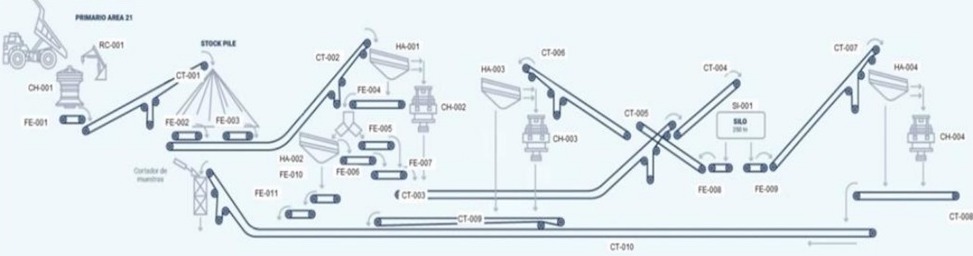 PRIMARIO AREA 21
RC-001
STOCK PILE
CT-001
CH-001
FE-001
FE-002
FE-003
CT-002
HA-001
FE-004
CH-002
HA-002
FE-005
FE-006
FE-007
FE-010
FE-011
Cortador de
muestras
CT-003
HA-003
CT-006
CH-003
CT-005
CT-004
SI-001
SILO
FE-008
FE-009
CT-007
HA-004
CH-004
CT-008
CT-009
CT-010